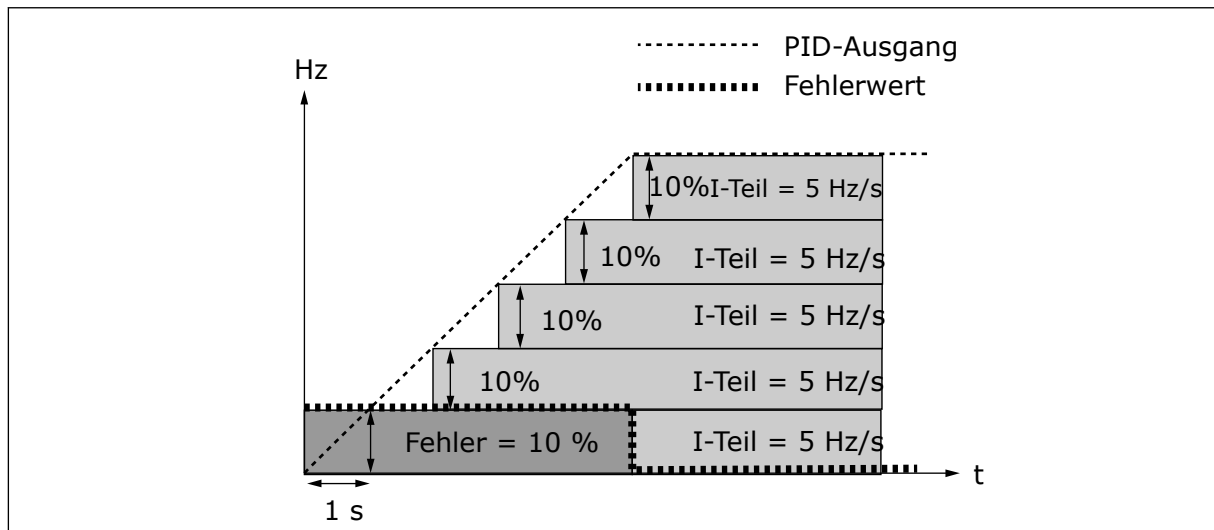 PID-Ausgang
Hz
Fehlerwert
10% I-Teil = 5 Hz/s
10% I-Teil = 5 Hz/s
10% I-Teil = 5 Hz/s
10% I-Teil = 5 Hz/s
Fehler = 10 % I-Teil = 5 Hz/s
t
1 s